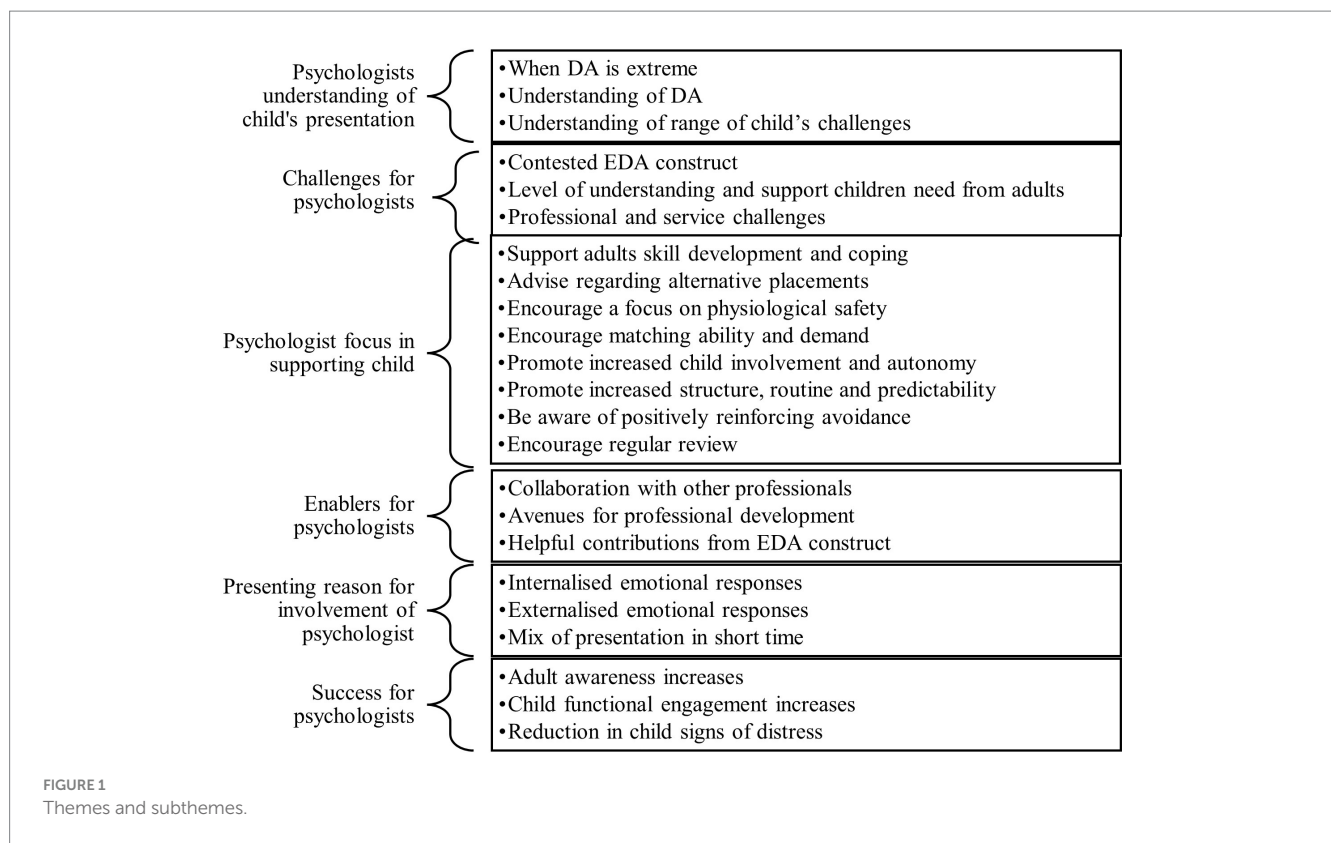 Psychologists
understanding of
child's presentation
•When DA is extreme
•Understanding of DA
•Understanding of range of child’s challenges
Challenges for
psychologists
•Contested EDA construct
•Level of understanding and support children need from adults
•Professional and service challenges
Psychologist focus in
supporting child
•Support adults skill development and coping
•Advise regarding alternative placements
•Encourage a focus on physiological safety
•Encourage matching ability and demand
•Promote increased child involvement and autonomy
•Promote increased structure, routine and predictability
•Be aware of positively reinforcing avoidance
•Encourage regular review
Enablers for
psychologists
•Collaboration with other professionals
•Avenues for professional development
•Helpful contributions from EDA construct
Presenting reason for
involvement of
psychologist
•Internalised emotional responses
•Externalised emotional responses
•Mix of presentation in short time
Success for
psychologists
•Adult awareness increases
•Child functional engagement increases
•Reduction in child signs of distress
FIGURE 1
Themes and subthemes.